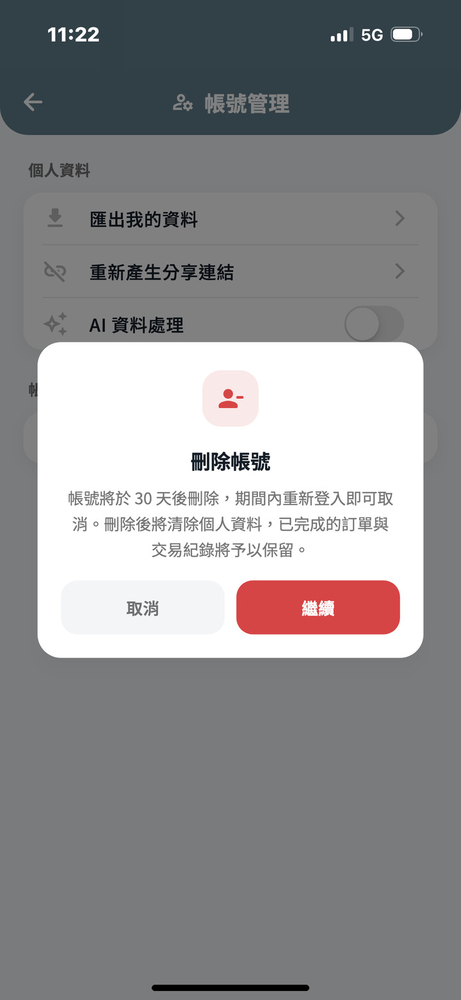 11:22
5G
帳號管理
個人資料
匯出我的資料
重新產生分享連結
AI 資料處理
刪除帳號
帳號將於 30 天後刪除，期間內重新登入即可取
消。刪除後將清除個人資料，已完成的訂單與
交易紀錄將予以保留。
取消
繼續